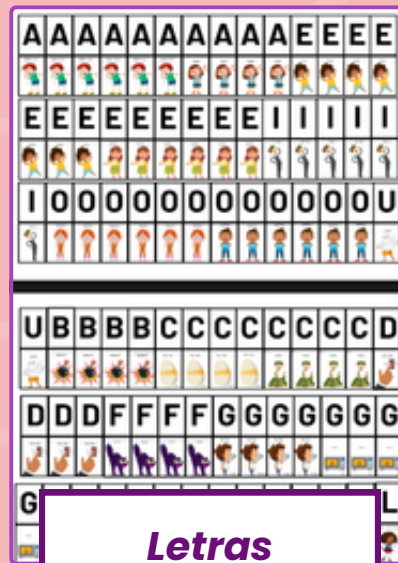 A A A A A A A A A A E E E E
E E E E E E E E E I I I I I
I O O O O O O O O O O O O U
U B B B B C C C C C C C C D
D D D F F F F G G G G G G G
G L
Letras